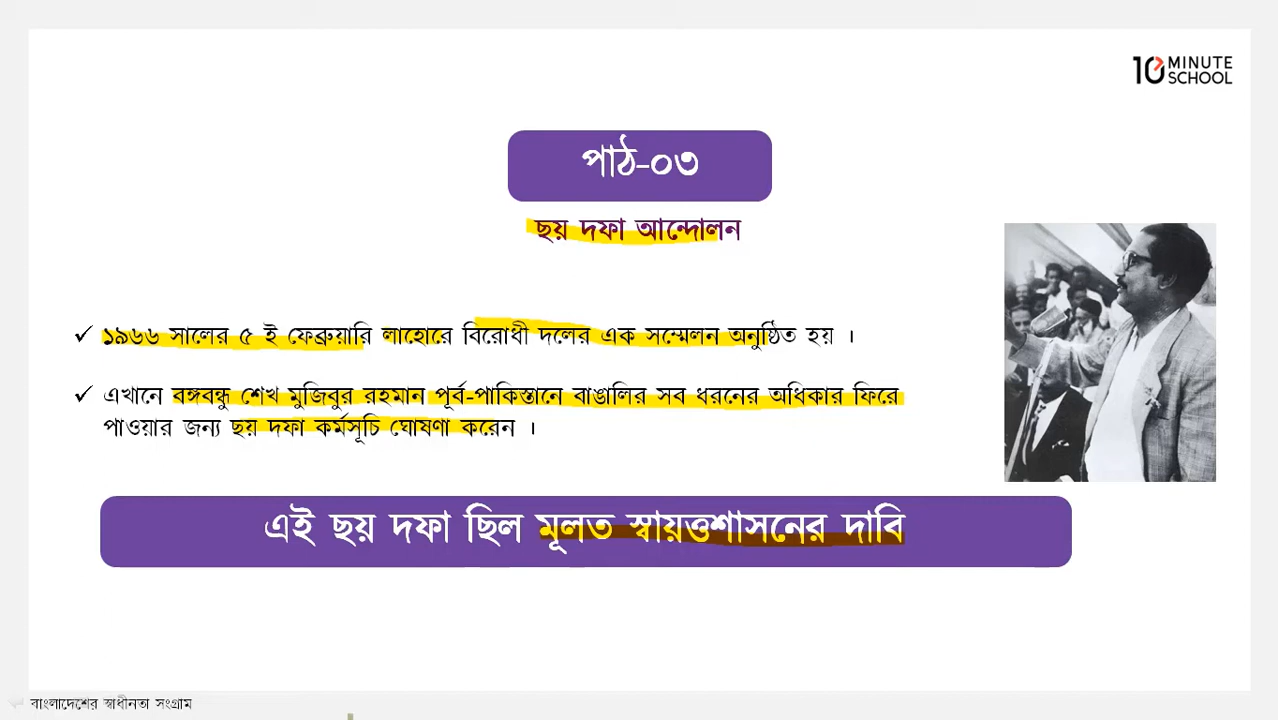 10 MINUTE
SCHOOL
পাঠ-০৩
ছয় দফা আন্দোলন
✓ ১৯৬৬ সালের ৫ ই ফেব্রুয়ারি লাহোরে বিরোধী দলের এক সম্মেলন অনুষ্ঠিত হয় ।
✓ এখানে বঙ্গবন্ধু শেখ মুজিবুর রহমান পূর্ব-পাকিস্তানে বাঙালির সব ধরনের অধিকার ফিরে
পাওয়ার জন্য ছয় দফা কর্মসূচি ঘোষণা করেন ।
এই ছয় দফা ছিল মূলত স্বায়ত্তশাসনের দাবি
বাংলাদেশের স্বাধীনতা সংগ্রাম